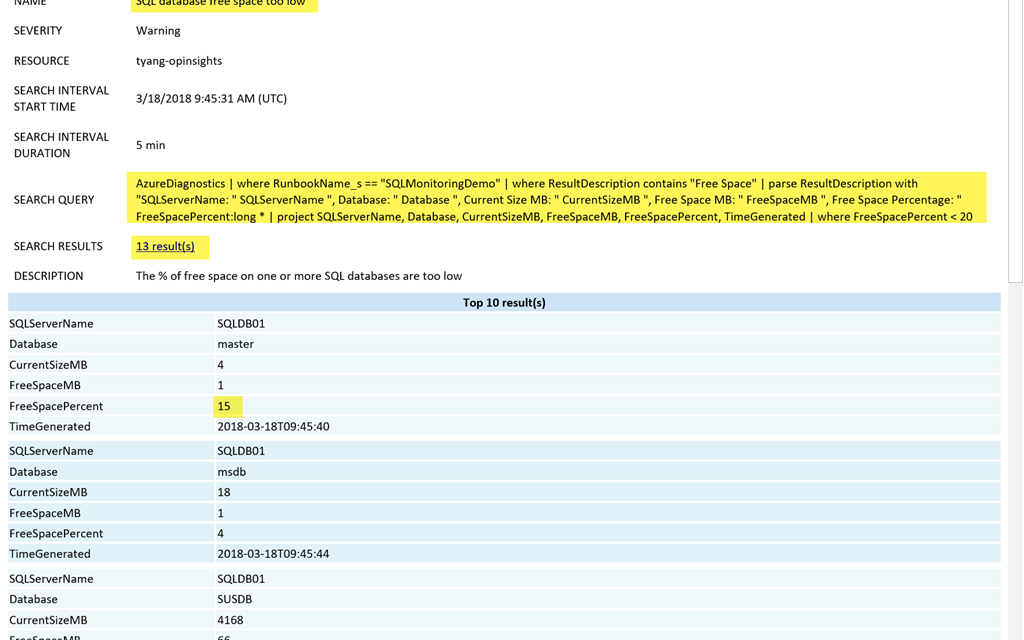 NAME SQL database free space too low
SEVERITY Warning
RESOURCE tyang-opinsights
SEARCH INTERVAL
START TIME 3/18/2018 9:45:31 AM (UTC)
SEARCH INTERVAL
DURATION 5 min
SEARCH QUERY
AzureDiagnostics | where RunbookName_s == "SQLMonitoringDemo" | where ResultDescription contains "Free Space" | parse ResultDescription with
"SQLServerName: " SQLServerName ", Database: " Database ", Current Size MB: " CurrentSizeMB ", Free Space MB: " FreeSpaceMB ", Free Space Percentage: "
FreeSpacePercent:long * | project SQLServerName, Database, CurrentSizeMB, FreeSpaceMB, FreeSpacePercent, TimeGenerated | where FreeSpacePercent < 20
SEARCH RESULTS 13 result(s)
DESCRIPTION The % of free space on one or more SQL databases are too low
Top 10 result(s)
SQLServerName SQLDB01
Database master
CurrentSizeMB 4
FreeSpaceMB 1
FreeSpacePercent 15
TimeGenerated 2018-03-18T09:45:40
SQLServerName SQLDB01
Database msdb
CurrentSizeMB 18
FreeSpaceMB 1
FreeSpacePercent 4
TimeGenerated 2018-03-18T09:45:44
SQLServerName SQLDB01
Database SUSDB
CurrentSizeMB 4168
FreeSpaceMB 66